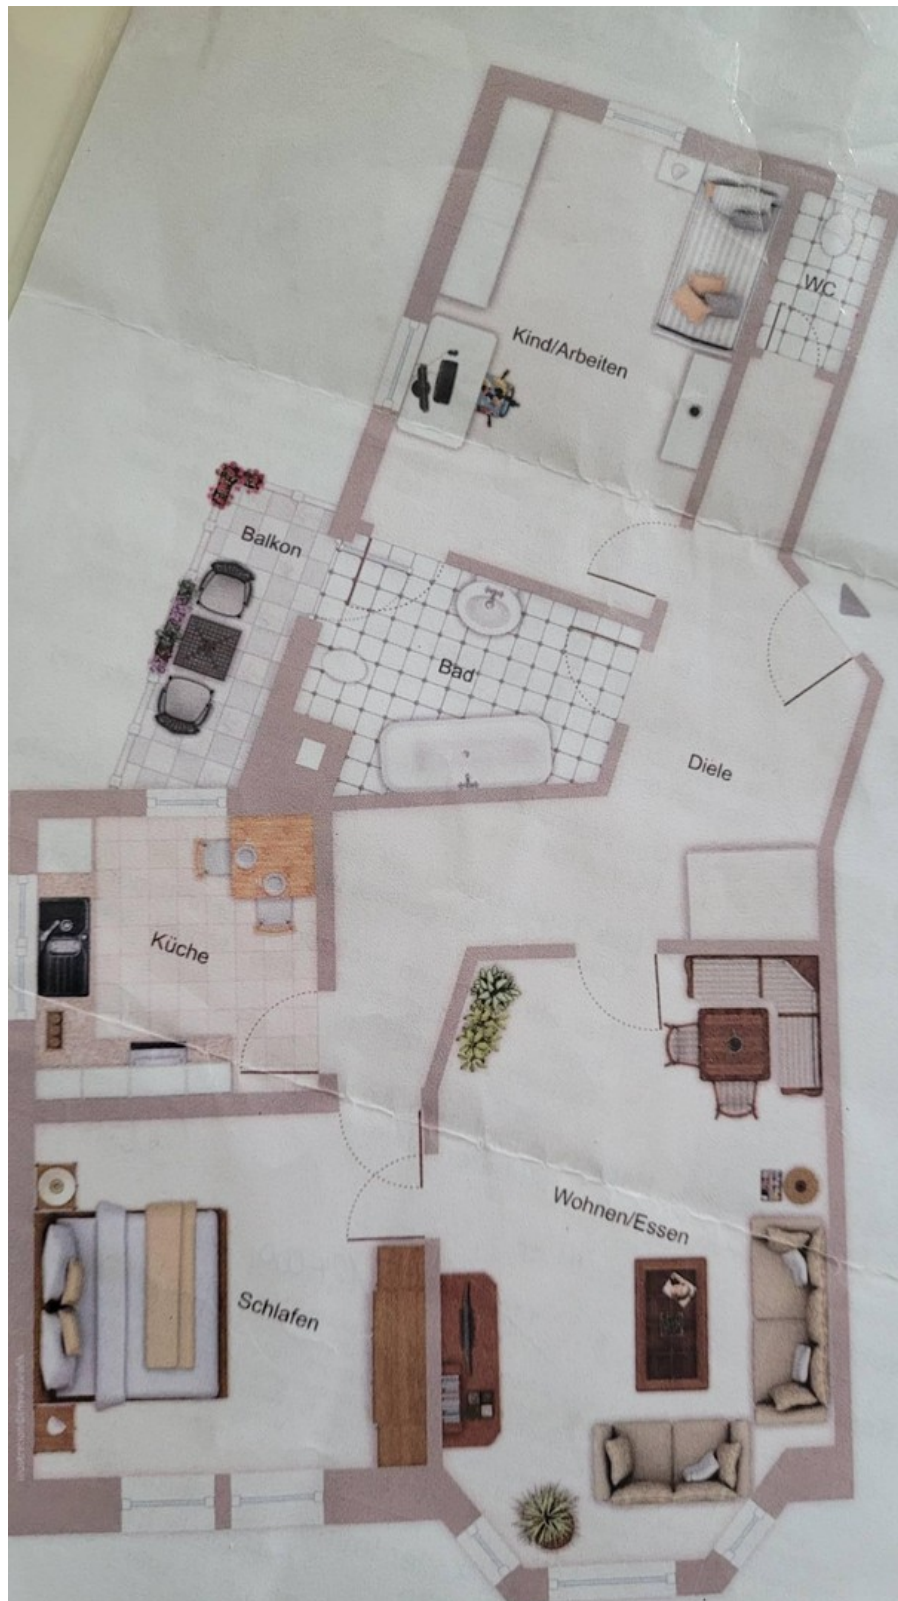 WC
Kind/Arbeiten
Balkon
Bad
Diele
Küche
Wohnen/Essen
Schlafen